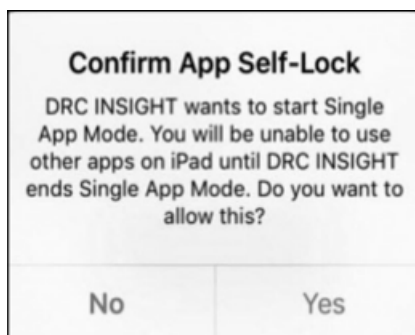 Confirm App Self-Lock
DRC INSIGHT wants to start Single
App Mode. You will be unable to use
other apps on iPad until DRC INSIGHT
ends Single App Mode. Do you want to
allow this?
No Yes